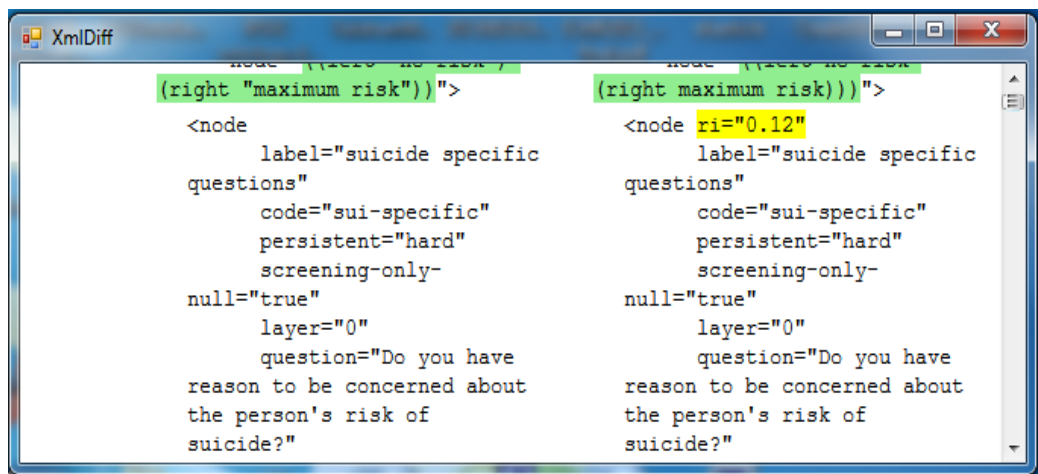 XmlDiff
(right "maximum risk"))">
<node
label="suicide specific
questions"
code="sui-specific"
persistent="hard"
screening-only-
null="true"
layer="0"
question="Do you have
reason to be concerned about
the person's risk of
suicide?"
(right maximum risk)))">
<node ri="0.12"
label="suicide specific
questions"
code="sui-specific"
persistent="hard"
screening-only-
null="true"
layer="0"
question="Do you have
reason to be concerned about
the person's risk of
suicide?"